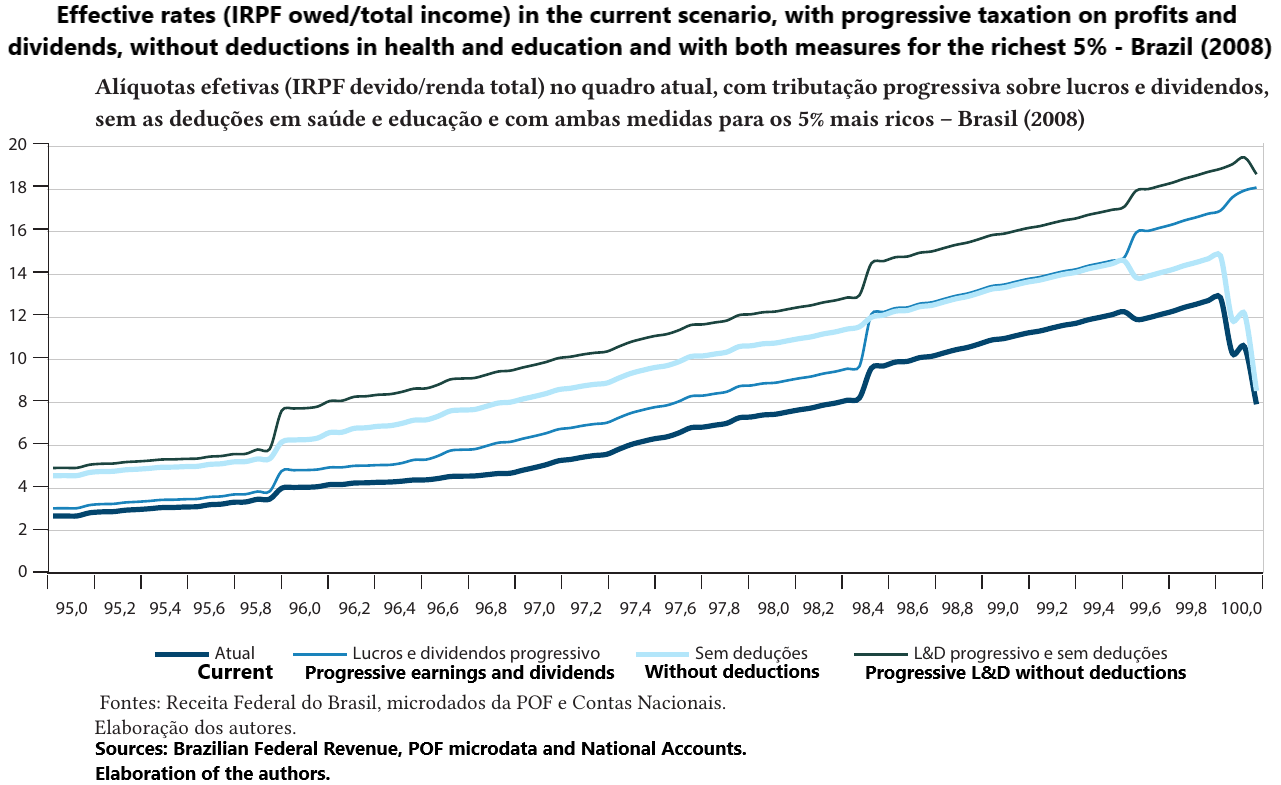 Effective rates (IRPF owed/total income) in the current scenario, with progressive taxation on profits and
dividends, without deductions in health and education and with both measures for the richest 5% - Brazil (2008)
Alíquotas efetivas (IRPF devido/renda total) no quadro atual, com tributação progressiva sobre lucros e dividendos,
sem as deduções em saúde e educação e com ambas medidas para os 5% mais ricos – Brasil (2008)
20
18
16
14
12
10
8
6
4
2
0
95,0 95,2 95,4 95,6 95,8 96,0 96,2 96,4 96,6 96,8 97,0 97,2 97,4 97,6 97,8 98,0 98,2 98,4 98,6 98,8 99,0 99,2 99,4 99,6 99,8 100,0
Atual Lucros e dividendos progressivo Sem deduções L&D progressivo e sem deduções
Current Progressive earnings and dividends Without deductions Progressive L&D without deductions
Fontes: Receita Federal do Brasil, microdados da POF e Contas Nacionais.
Elaboração dos autores.
Sources: Brazilian Federal Revenue, POF microdata and National Accounts.
Elaboration of the authors.